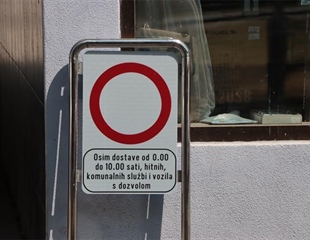 Osim dostave od 0.00
do 10.00 sati, hitnih,
komunalnih službi i vozila
s dozvolom